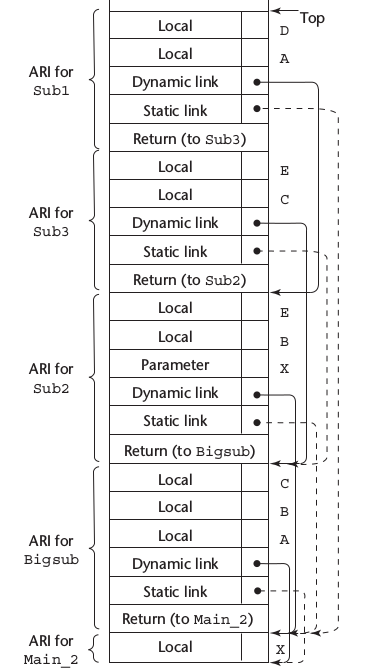 Top
Local D
Local A
ARI for
Sub1
Dynamic link
Static link
Return (to Sub3)
Local E
Local C
ARI for
Sub3
Dynamic link
Static link
Return (to Sub2)
Local E
Local B
Parameter X
ARI for
Sub2
Dynamic link
Static link
Return (to Bigsub)
Local C
Local B
Local A
ARI for
Bigsub
Dynamic link
Static link
Return (to Main_2)
ARI for
Main_2
Local X